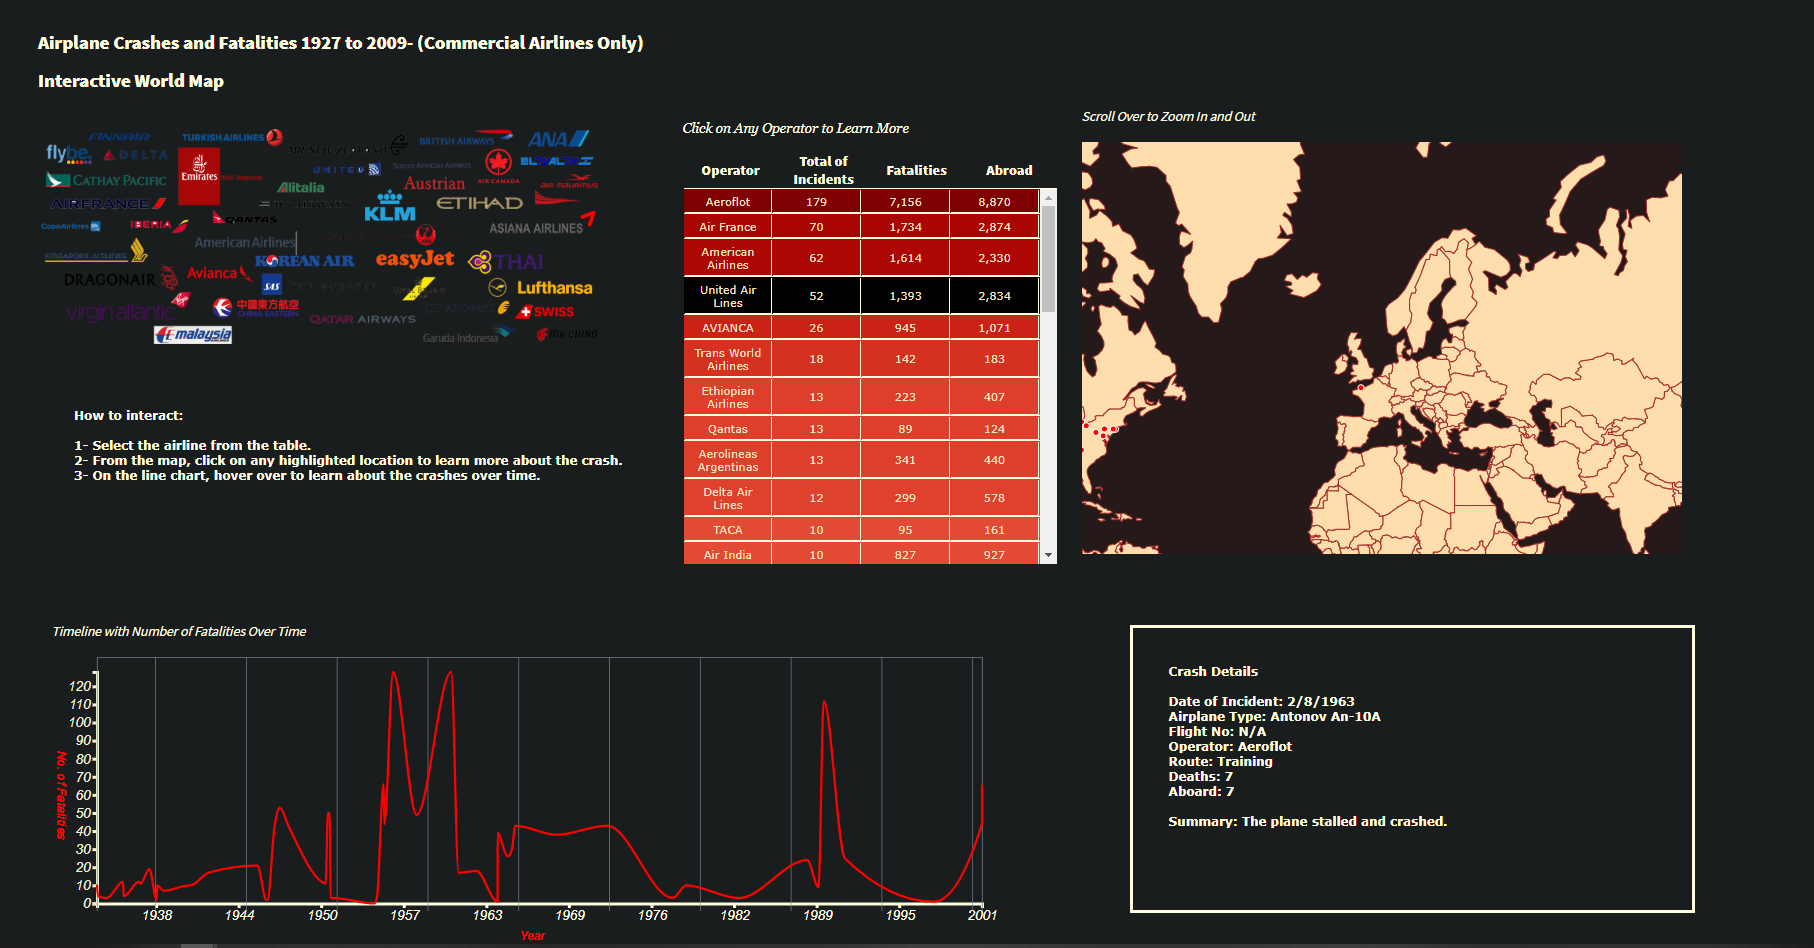 Airplane Crashes and Fatalities 1927 to 2009- (Commercial Airlines Only)
Interactive World Map
FINNAIR
TURKISH AIRLINES
BRITISH AIRWAYS
ANA
flybe.
DELTA
AIR NEW ZEALAND
Emirates
UNITED
SOUTH AFRICAN AIRWAYS
AIR CANADA
CATHAY PACIFIC
Alitalia
Austrian
AIR MAURITIUS
AIRFRANCE
US AIRWAYS
KLM
ETIHAD
CopaAirlines
IBERIA
QANTAS
ASIANA AIRLINES
American Airlines
SINGAPORE AIRLINES
KOREAN AIR
easyJet
THAI
DRAGONAIR
Avianca
SAS
Lufthansa
virgin atlantic
中國東方航空
CHINA EASTERN
QATAR AIRWAYS
SWISS
malaysia
Garuda Indonesia
AIR CHINA
How to interact:
1- Select the airline from the table.
2- From the map, click on any highlighted location to learn more about the crash.
3- On the line chart, hover over to learn about the crashes over time.
Click on Any Operator to Learn More
Operator Total of Incidents Fatalities Abroad
Aeroflot 179 7,156 8,870
Air France 70 1,734 2,874
American Airlines 62 1,614 2,330
United Air Lines 52 1,393 2,834
AVIANCA 26 945 1,071
Trans World Airlines 18 142 183
Ethiopian Airlines 13 223 407
Qantas 13 89 124
Aerolineas Argentinas 13 341 440
Delta Air Lines 12 299 578
TACA 10 95 161
Air India 10 827 927
Scroll Over to Zoom In and Out
Timeline with Number of Fatalities Over Time
No. of Fatalities
120
110
100
90
80
70
60
50
40
30
20
10
0
1938 1944 1950 1957 1963 1969 1976 1982 1989 1995 2001
Year
Crash Details
Date of Incident: 2/8/1963
Airplane Type: Antonov An-10A
Flight No: N/A
Operator: Aeroflot
Route: Training
Deaths: 7
Aboard: 7
Summary: The plane stalled and crashed.